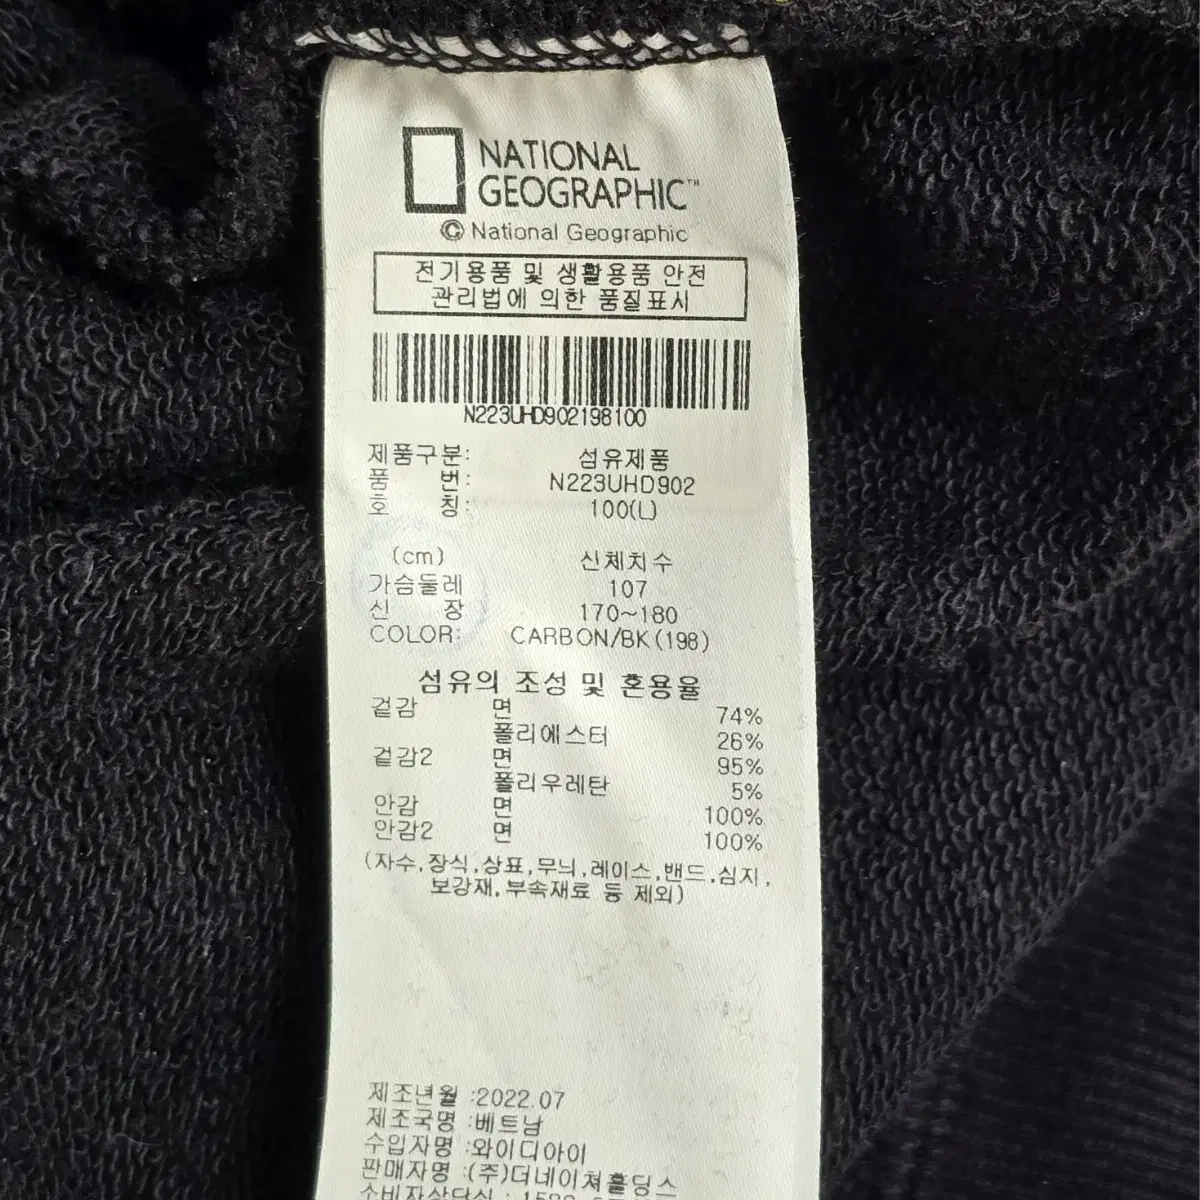 NATIONAL
GEOGRAPHIC™
© National Geographic
전기용품 및 생활용품 안전
관리법에 의한 품질표시
N223UHD902198100
제품구분: 섬유제품
품 번: N223UHD902
호 칭: 100(L)
(cm) 신체치수
가슴둘레 107
신 장 170~180
COLOR: CARBON/BK(198)
섬유의 조성 및 혼용율
겉감 면 74%
폴리에스터 26%
겉감2 면 95%
폴리우레탄 5%
안감 면 100%
안감2 면 100%
(자수,장식,상표,무늬,레이스,밴드,심지,
보강재,부속재료 등 제외)
제조년월 :2022.07
제조국명 :베트남
수입자명 :와이디아이
판매자명 :(주)더네이쳐홀딩스
소비자상담실 :